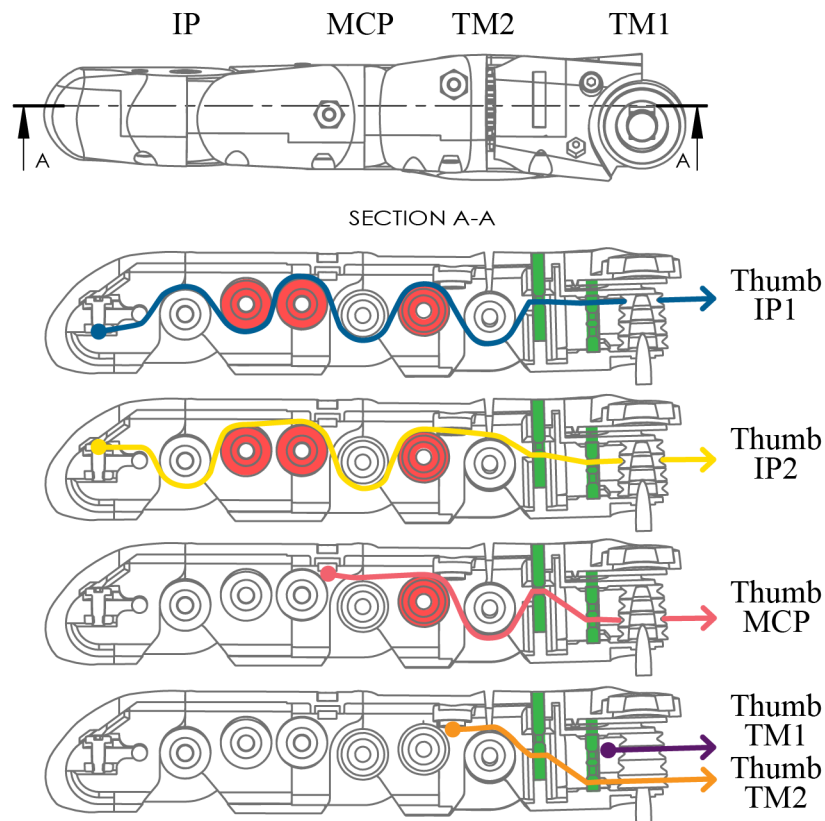 IP MCP TM2 TM1
A A
SECTION A-A
Thumb
IP1
Thumb
IP2
Thumb
MCP
Thumb
TM1
Thumb
TM2